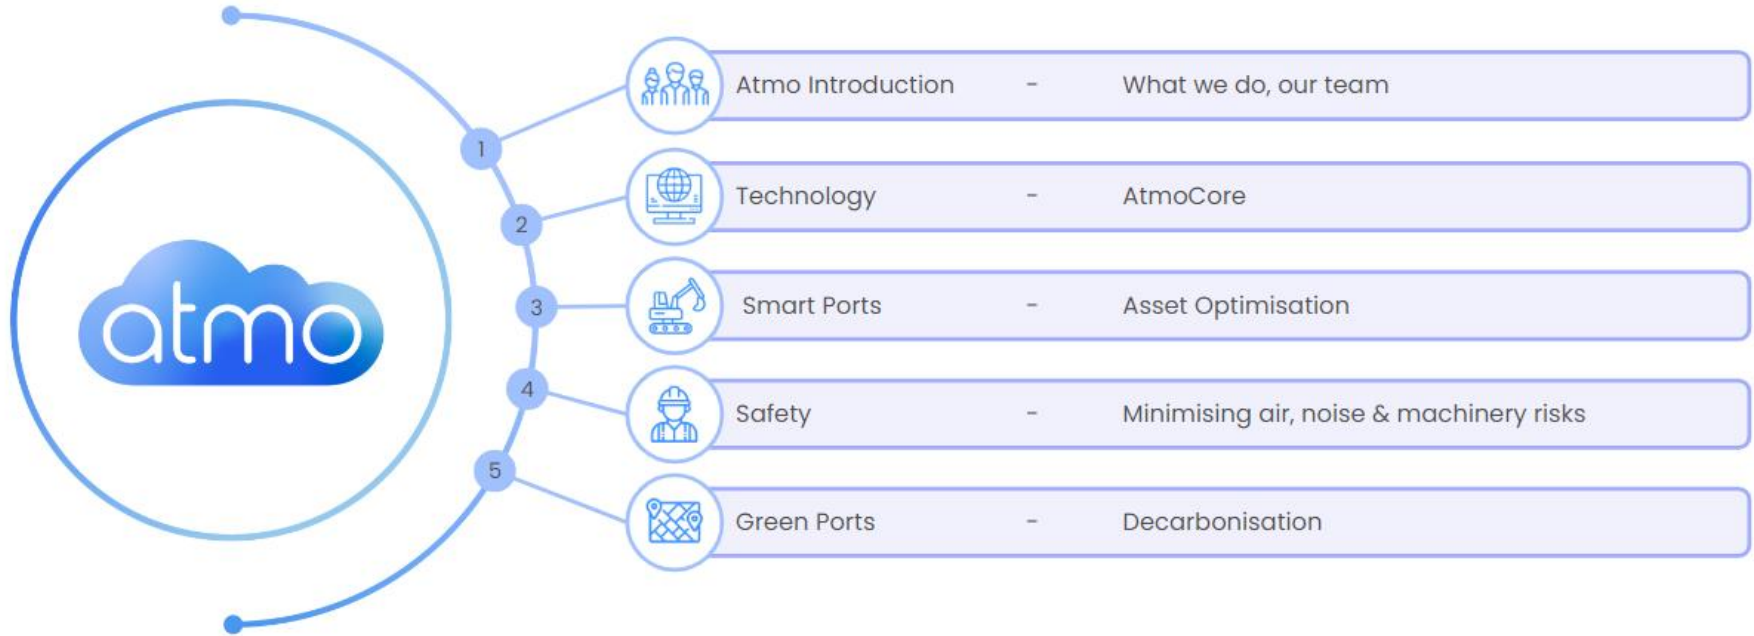 atmo
1 Atmo Introduction - What we do, our team
2 Technology - AtmoCore
3 Smart Ports - Asset Optimisation
4 Safety - Minimising air, noise & machinery risks
5 Green Ports - Decarbonisation